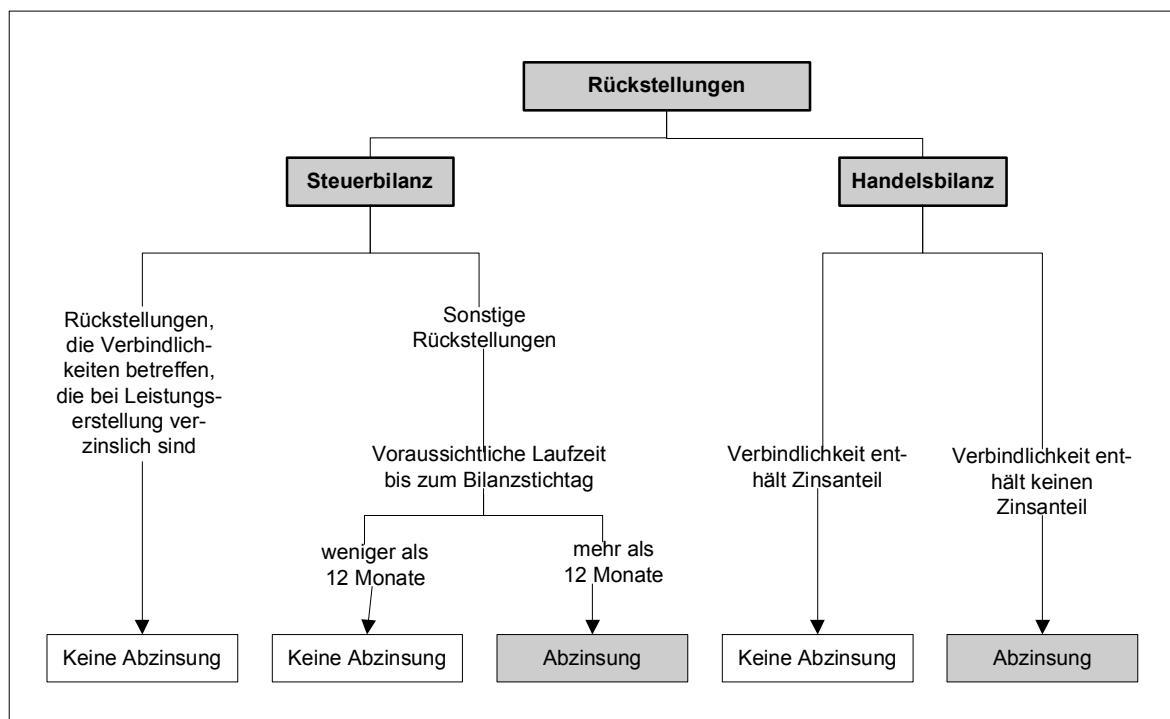 Rückstellungen
Steuerbilanz
Handelsbilanz
Rückstellungen,
die Verbindlich-
keiten betreffen,
die bei Leistungs-
erstellung ver-
zinslich sind
Sonstige
Rückstellungen
Voraussichtliche Laufzeit
bis zum Bilanzstichtag
weniger als
12 Monate
mehr als
12 Monate
Verbindlichkeit ent-
hält Zinsanteil
Verbindlichkeit ent-
hält keinen
Zinsanteil
Keine Abzinsung
Keine Abzinsung
Abzinsung
Keine Abzinsung
Abzinsung